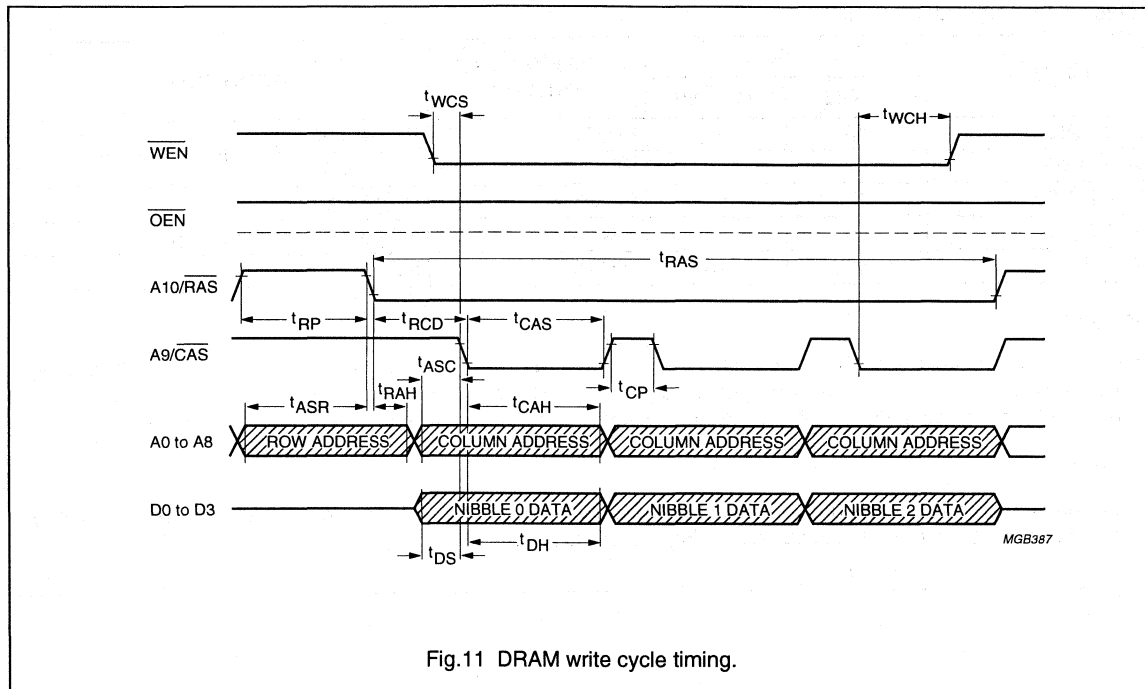 tWCS
tWCH
WEN
OEN
tRAS
A10/RAS
tRP
tRCD
tCAS
A9/CAS
tASC
tRAH
tCP
tASR
tCAH
A0 to A8
ROW ADDRESS
COLUMN ADDRESS
COLUMN ADDRESS
COLUMN ADDRESS
D0 to D3
NIBBLE 0 DATA
NIBBLE 1 DATA
NIBBLE 2 DATA
tDS
tDH
MGB387
Fig.11 DRAM write cycle timing.